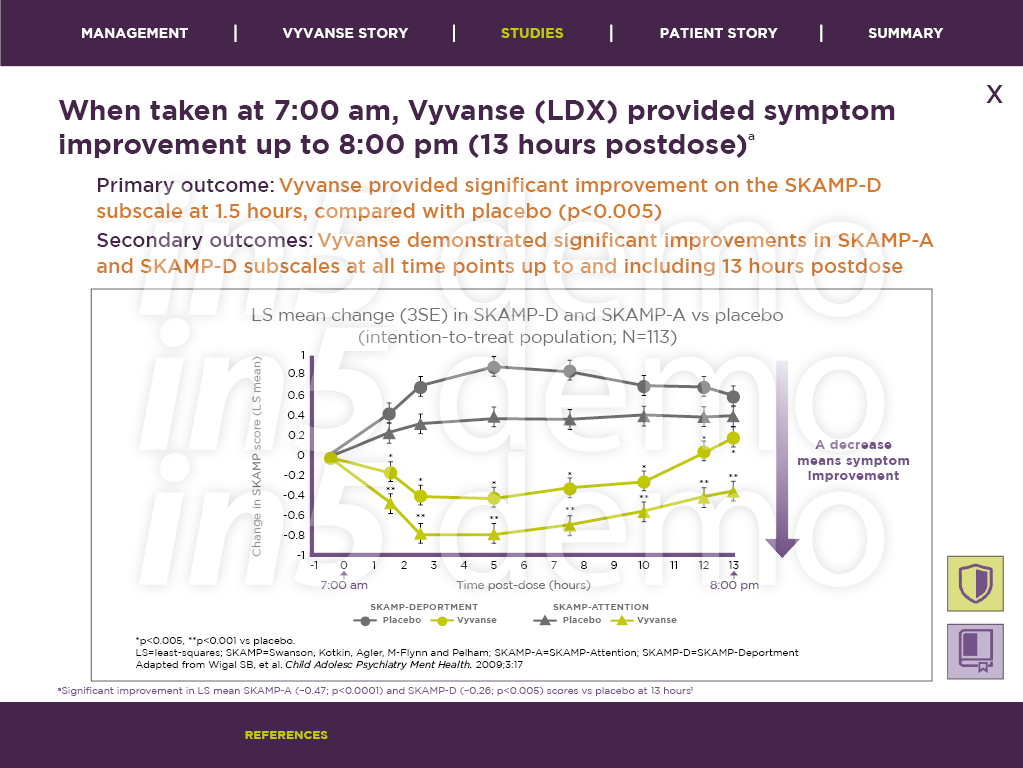 MANAGEMENT | VYVANSE STORY | STUDIES | PATIENT STORY | SUMMARY
X
When taken at 7:00 am, Vyvanse (LDX) provided symptom
improvement up to 8:00 pm (13 hours postdose)ᵃ
Primary outcome: Vyvanse provided significant improvement on the SKAMP-D
subscale at 1.5 hours, compared with placebo (p<0.005)
Secondary outcomes: Vyvanse demonstrated significant improvements in SKAMP-A
and SKAMP-D subscales at all time points up to and including 13 hours postdose
in5 demo
in5 demo
in5 demo
LS mean change (3SE) in SKAMP-D and SKAMP-A vs placebo
(intention-to-treat population; N=113)
Change in SKAMP score (LS mean)
1
0.8
0.6
0.4
0.2
0
-0.2
-0.4
-0.6
-0.8
-1
* * * * * * *
** ** ** ** ** ** **
A decrease
means symptom
improvement
-1 0 1 2 3 4 5 6 7 8 9 10 11 12 13
7:00 am Time post-dose (hours) 8:00 pm
SKAMP-DEPORTMENT SKAMP-ATTENTION
Placebo Vyvanse Placebo Vyvanse
*p<0.005, **p<0.001 vs placebo.
LS=least-squares; SKAMP=Swanson, Kotkin, Agler, M-Flynn and Pelham; SKAMP-A=SKAMP-Attention; SKAMP-D=SKAMP-Deportment
Adapted from Wigal SB, et al. Child Adolesc Psychiatry Ment Health. 2009;3:17
ᵃSignificant improvement in LS mean SKAMP-A (−0.47; p<0.0001) and SKAMP-D (−0.26; p<0.005) scores vs placebo at 13 hours¹
REFERENCES